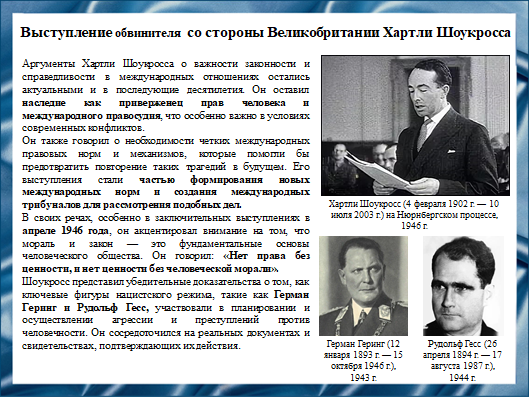 Выступление обвинителя со стороны Великобритании Хартли Шоукросса
Аргументы Хартли Шоукросса о важности законности и
справедливости в международных отношениях остались
актуальными и в последующие десятилетия. Он оставил
наследие как приверженец прав человека и
международного правосудия, что особенно важно в условиях
современных конфликтов.
Он также говорил о необходимости четких международных
правовых норм и механизмов, которые помогли бы
предотвратить повторение таких трагедий в будущем. Его
выступления стали частью формирования новых
международных норм и создания международных
трибуналов для рассмотрения подобных дел.
В своих речах, особенно в заключительных выступлениях в
апреле 1946 года, он акцентировал внимание на том, что
мораль и закон — это фундаментальные основы
человеческого общества. Он говорил: «Нет права без
ценности, и нет ценности без человеческой морали».
Шоукросс представил убедительные доказательства о том, как
ключевые фигуры нацистского режима, такие как Герман
Геринг и Рудольф Гесс, участвовали в планировании и
осуществлении агрессии и преступлений против
человечности. Он сосредоточился на реальных документах и
свидетельствах, подтверждающих их действия.
Хартли Шоукросс (4 февраля 1902 г. — 10
июля 2003 г.) на Нюрнбергском процессе,
1946 г.
Герман Геринг (12
января 1893 г. — 15
октября 1946 г.),
1943 г.
Рудольф Гесс (26
апреля 1894 г. — 17
августа 1987 г.),
1944 г.